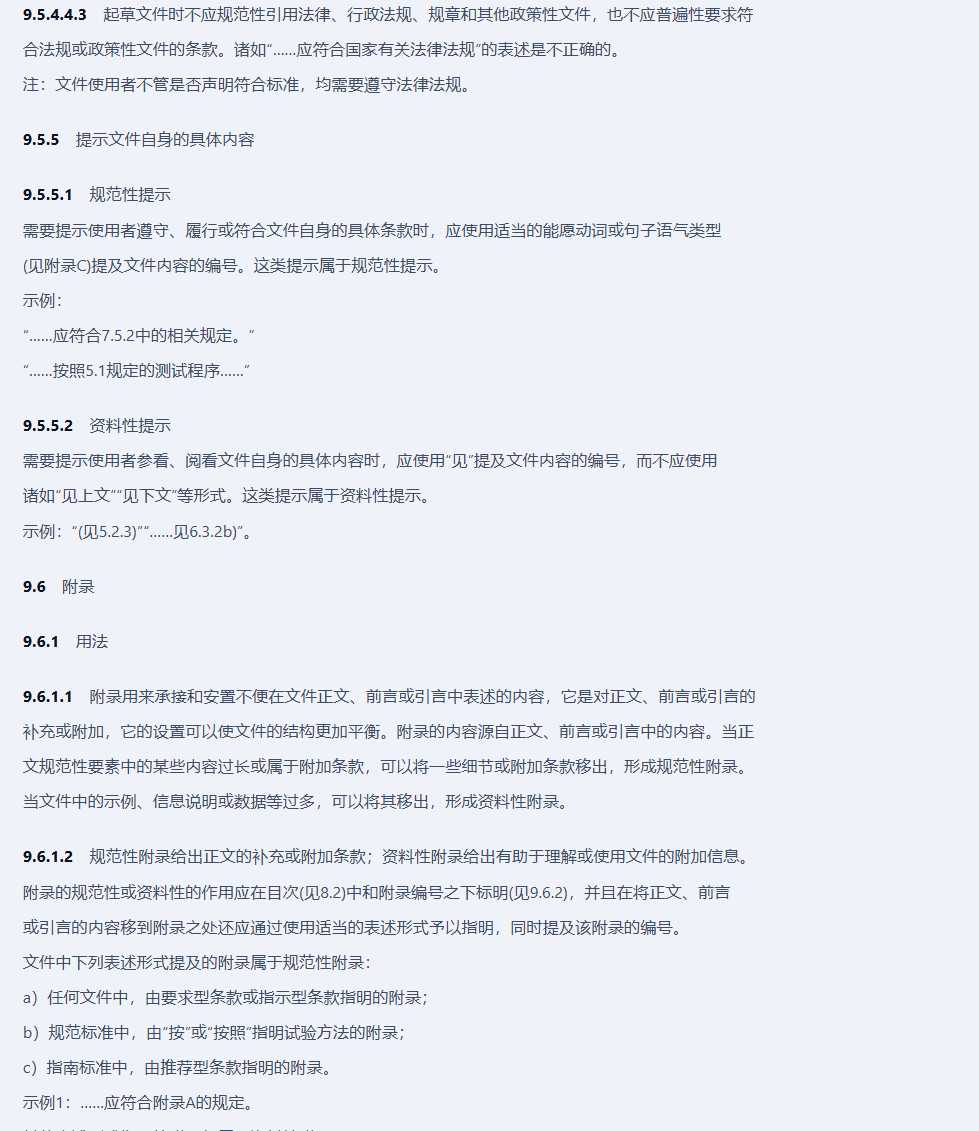 9.5.4.4.3 起草文件时不应规范性引用法律、行政法规、规章和其他政策性文件，也不应普遍性要求符
合法规或政策性文件的条款。诸如“......应符合国家有关法律法规”的表述是不正确的。
注：文件使用者不管是否声明符合标准，均需要遵守法律法规。
9.5.5 提示文件自身的具体内容
9.5.5.1 规范性提示
需要提示使用者遵守、履行或符合文件自身的具体条款时，应使用适当的能愿动词或句子语气类型
(见附录C)提及文件内容的编号。这类提示属于规范性提示。
示例：
“......应符合7.5.2中的相关规定。”
“......按照5.1规定的测试程序......”
9.5.5.2 资料性提示
需要提示使用者参看、阅看文件自身的具体内容时，应使用“见”提及文件内容的编号，而不应使用
诸如“见上文”“见下文”等形式。这类提示属于资料性提示。
示例：“(见5.2.3)”“......见6.3.2b)”。
9.6 附录
9.6.1 用法
9.6.1.1 附录用来承接和安置不便在文件正文、前言或引言中表述的内容，它是对正文、前言或引言的
补充或附加，它的设置可以使文件的结构更加平衡。附录的内容源自正文、前言或引言中的内容。当正
文规范性要素中的某些内容过长或属于附加条款，可以将一些细节或附加条款移出，形成规范性附录。
当文件中的示例、信息说明或数据等过多，可以将其移出，形成资料性附录。
9.6.1.2 规范性附录给出正文的补充或附加条款；资料性附录给出有助于理解或使用文件的附加信息。
附录的规范性或资料性的作用应在目次(见8.2)中和附录编号之下标明(见9.6.2)，并且在将正文、前言
或引言的内容移到附录之处还应通过使用适当的表述形式予以指明，同时提及该附录的编号。
文件中下列表述形式提及的附录属于规范性附录：
a）任何文件中，由要求型条款或指示型条款指明的附录；
b）规范标准中，由“按”或“按照”指明试验方法的附录；
c）指南标准中，由推荐型条款指明的附录。
示例1：......应符合附录A的规定。